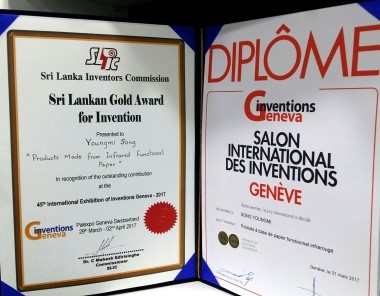 SLIC
Sri Lanka Inventors Commission
Sri Lankan Gold Award
for Invention
Presented to
Youngmi Song
"Products Made from Infrared Functional
Paper"
In recognition of the outstanding contribution
at the
45th International Exhibition of Inventions Geneva - 2017
inventions
Geneva
Palexpo Geneva Switzerland
29th March - 02nd April 2017
Commissioner
SLIC
DIPLÔME
inventions
Geneva
SALON
INTERNATIONAL
DES INVENTIONS
GENÈVE
SONG YOUNGMI
Produits à base de papier fonctionnel infrarouge
Genève, le 31 mars 2017